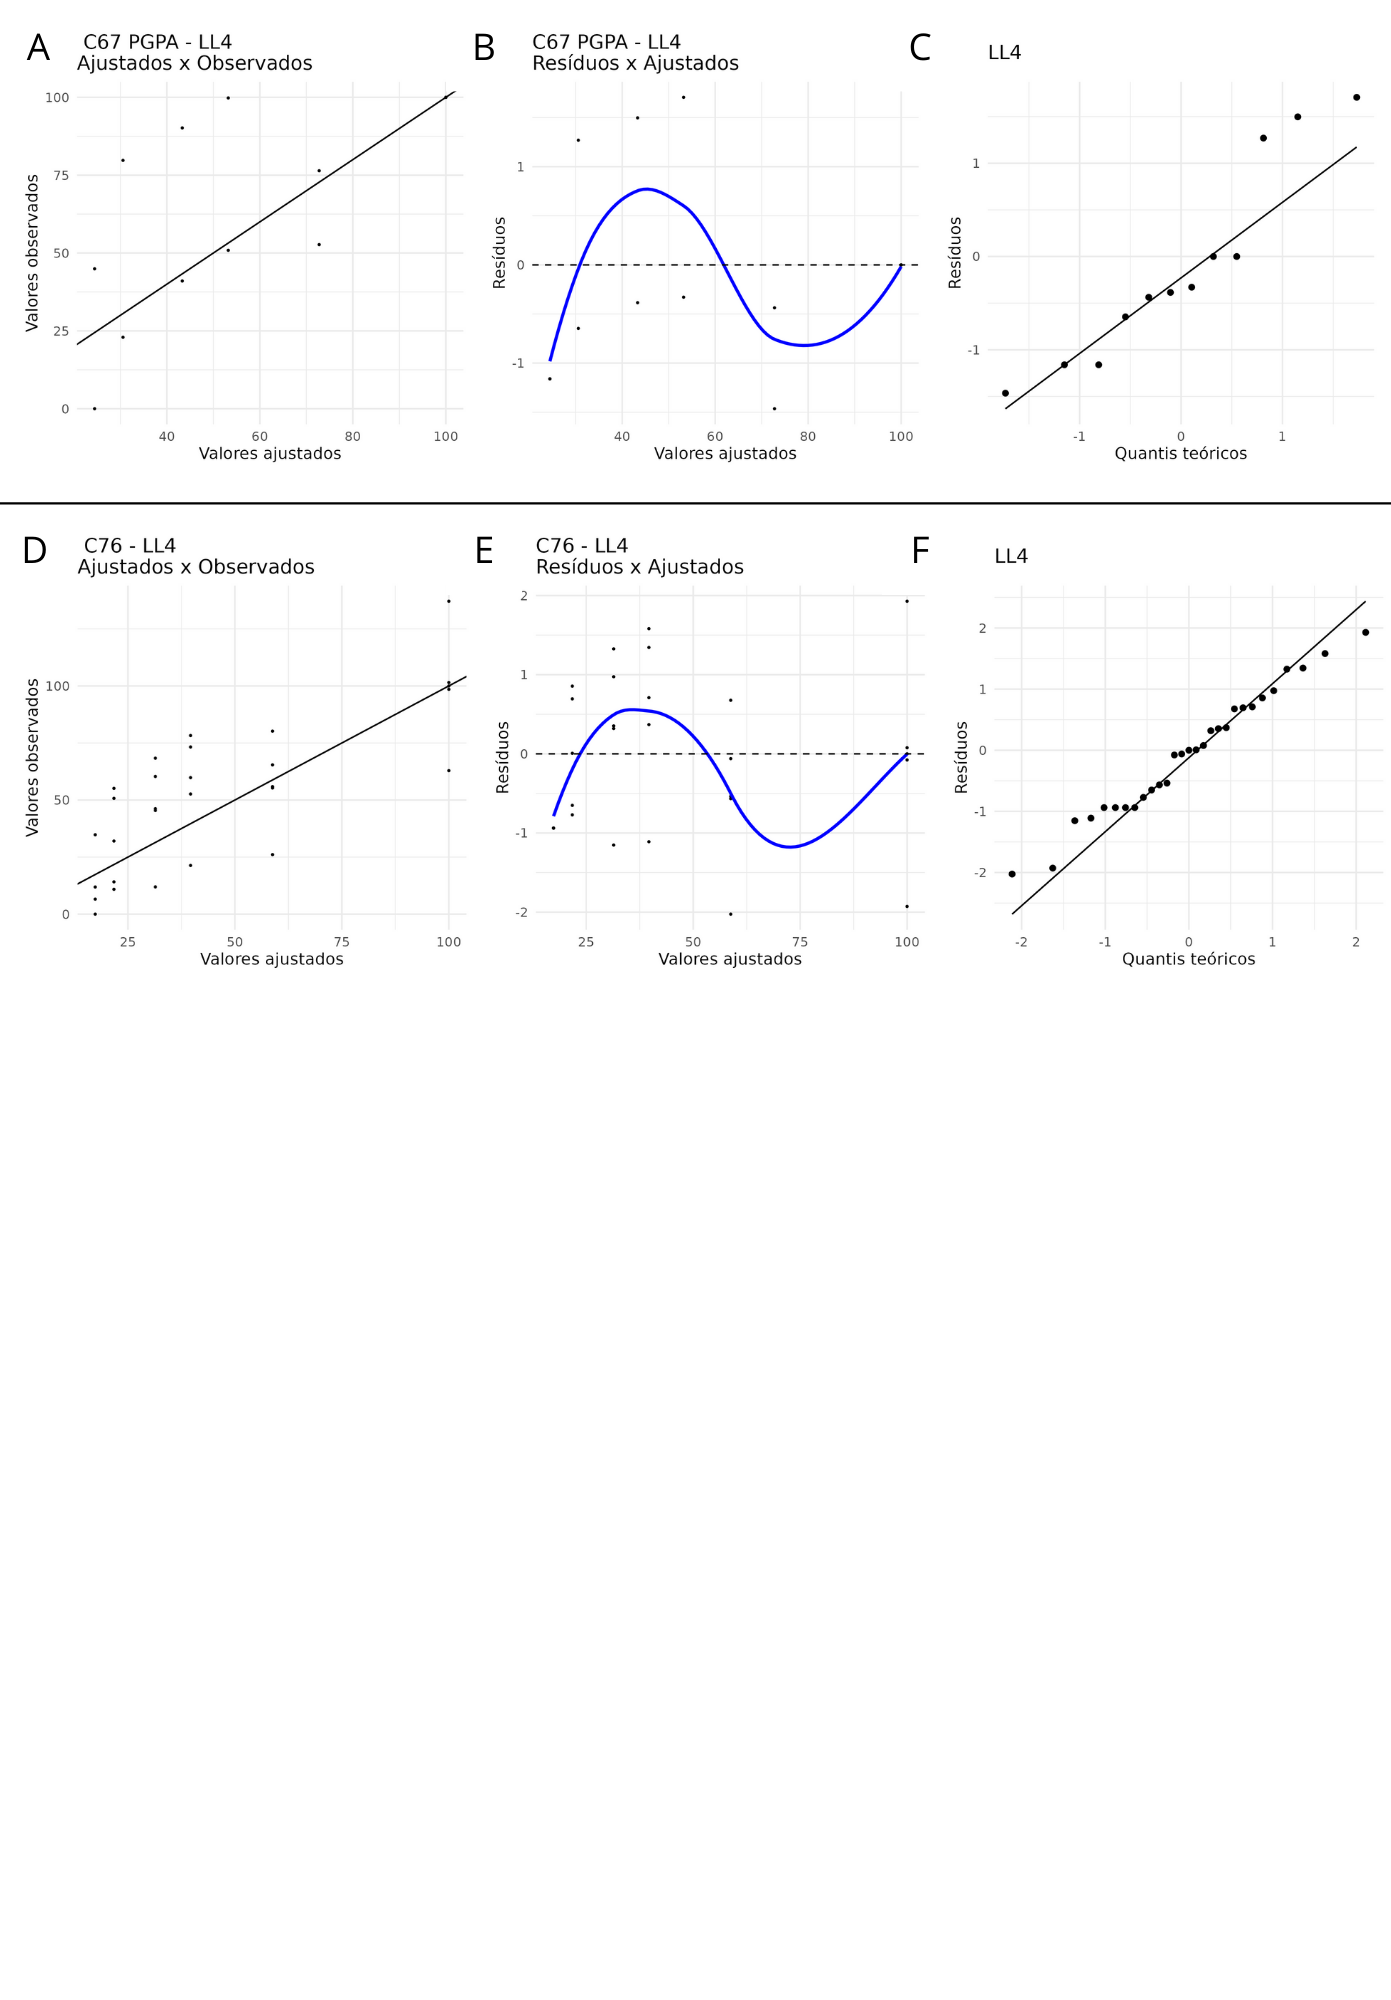 A
C67 PGPA - LL4
Ajustados x Observados
Valores observados
100
75
50
25
0
40 60 80 100
Valores ajustados
B
C67 PGPA - LL4
Resíduos x Ajustados
Resíduos
1
0
-1
40 60 80 100
Valores ajustados
C
LL4
Resíduos
1
0
-1
-1 0 1
Quantis teóricos
D
C76 - LL4
Ajustados x Observados
Valores observados
100
50
0
25 50 75 100
Valores ajustados
E
C76 - LL4
Resíduos x Ajustados
Resíduos
2
1
0
-1
-2
25 50 75 100
Valores ajustados
F
LL4
Resíduos
2
1
0
-1
-2
-2 -1 0 1 2
Quantis teóricos